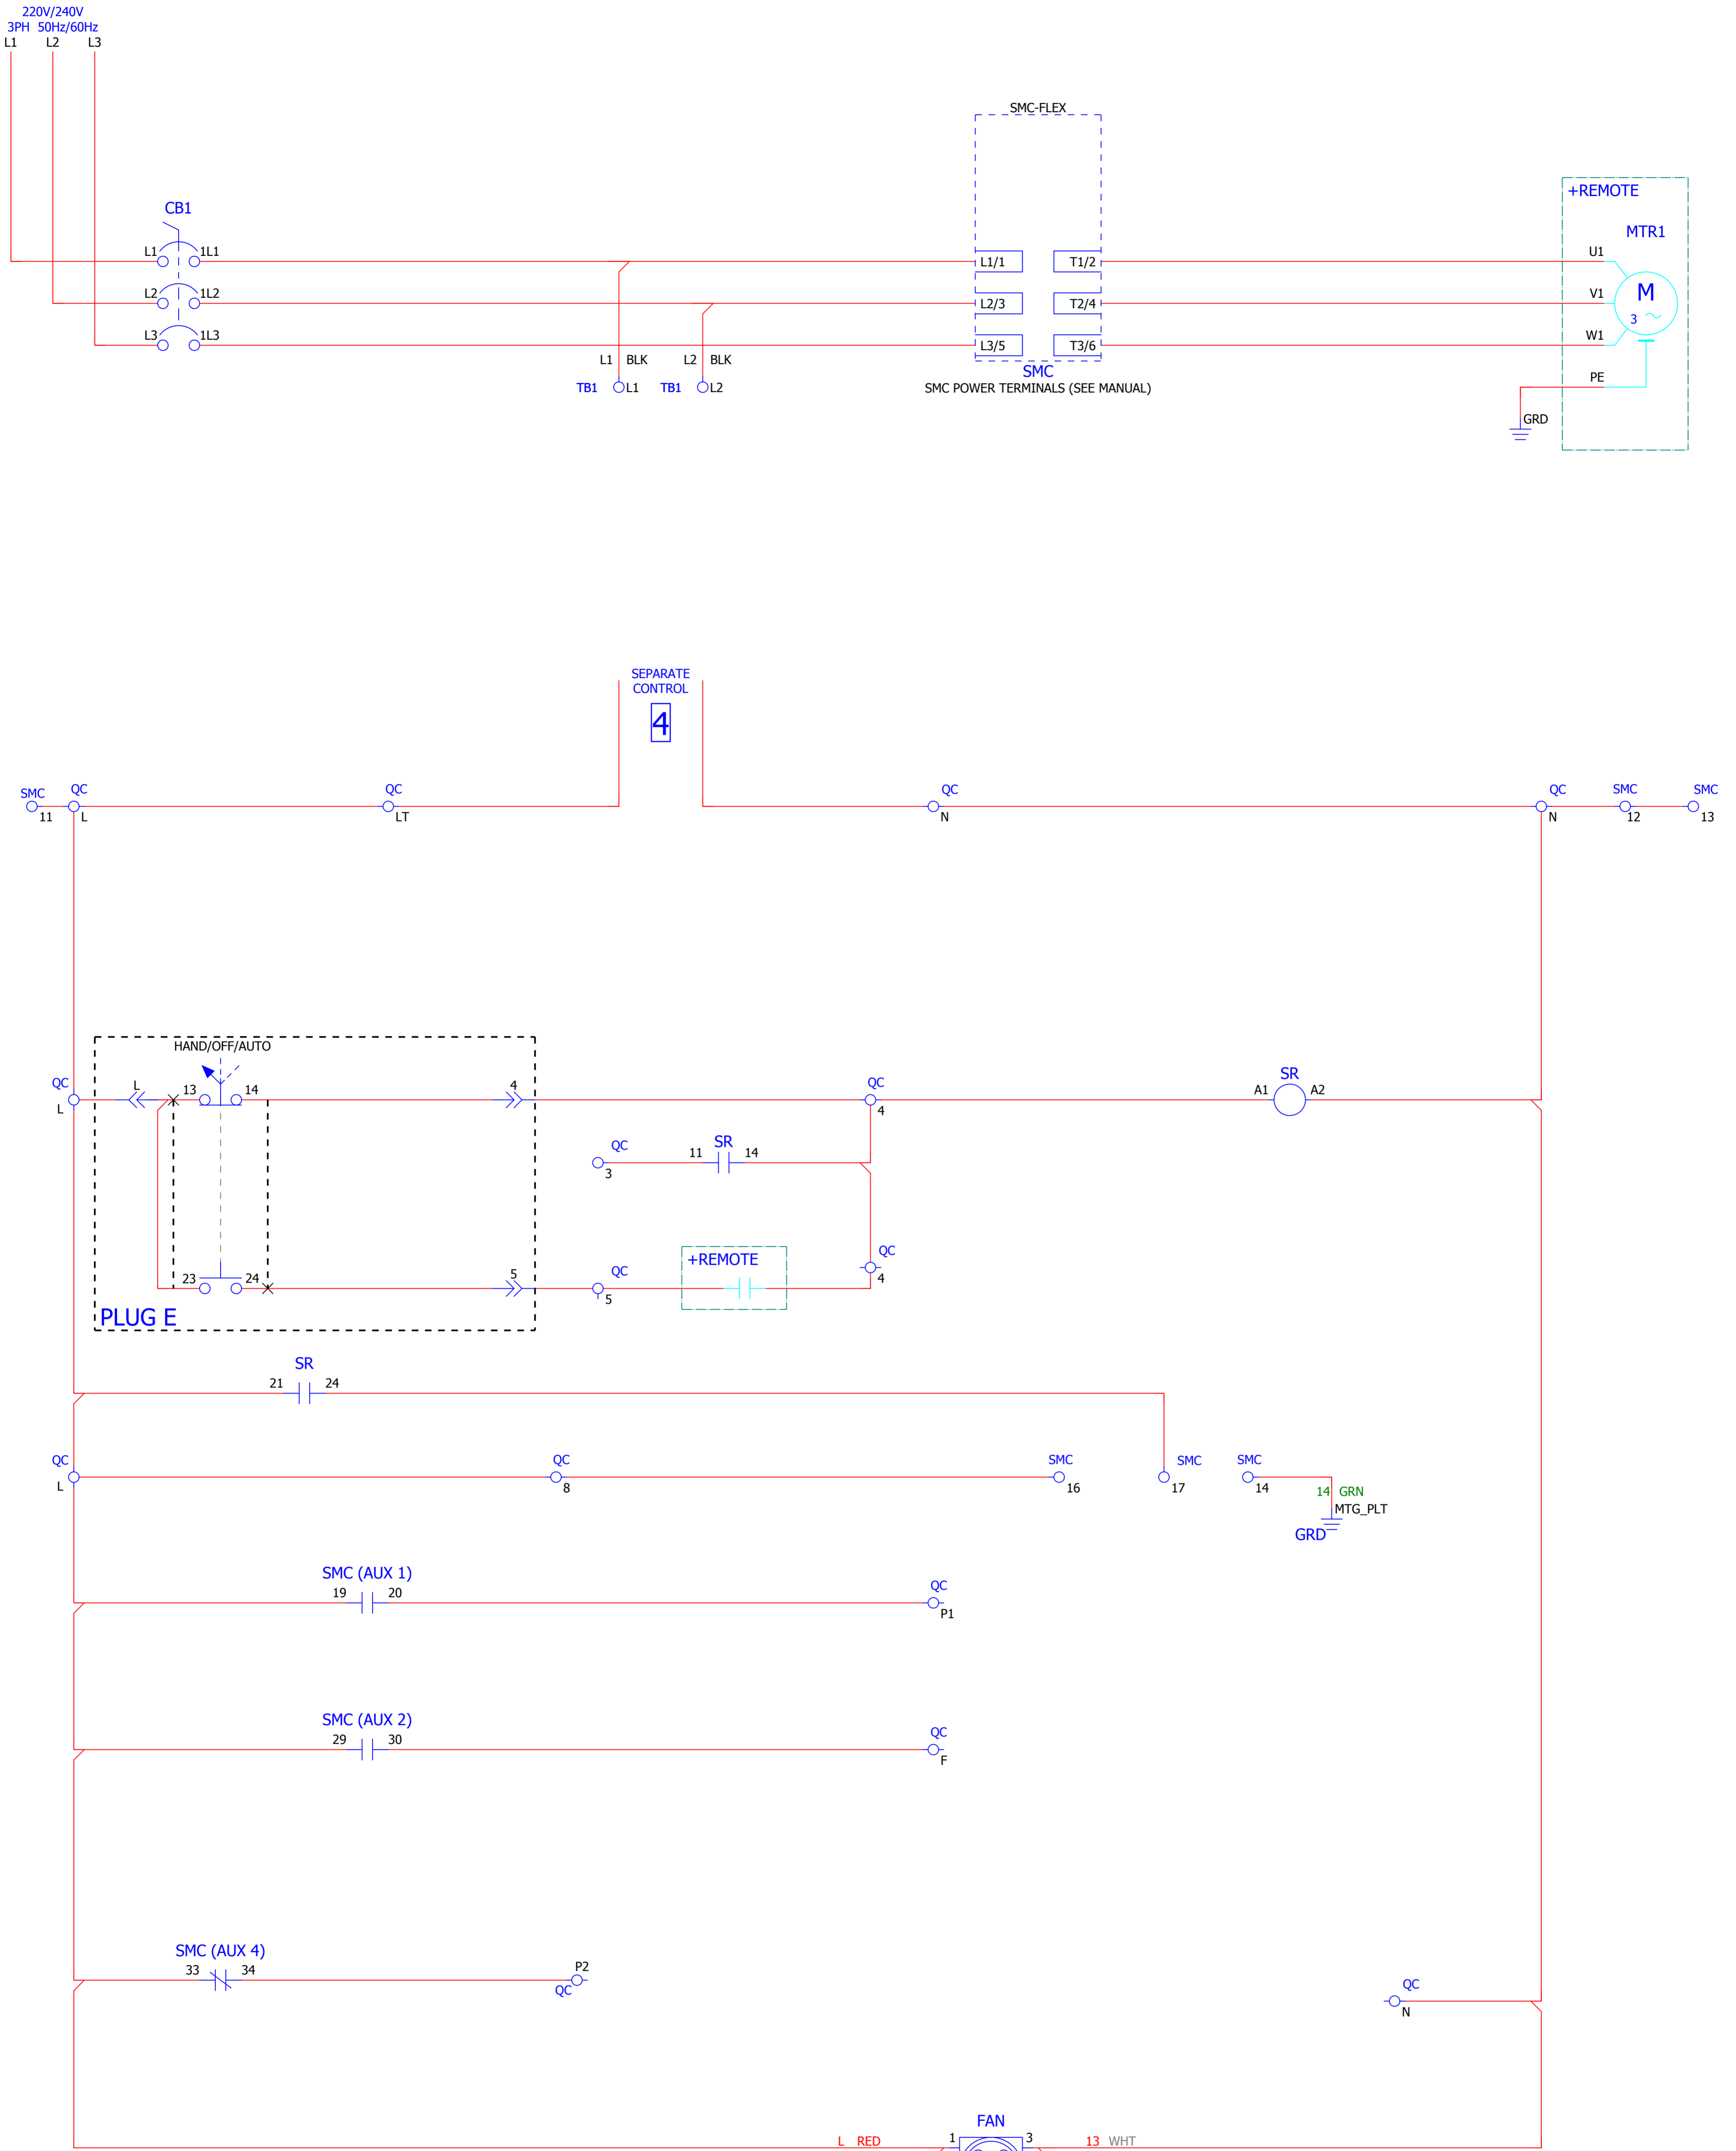 220V/240V
3PH 50Hz/60Hz
L1 L2 L3
SMC-FLEX
+REMOTE
CB1
MTR1
L1 1L1 L1/1 T1/2 U1
L2 1L2 L2/3 T2/4 V1
M
3
L3 1L3 L3/5 T3/6 W1
L1 BLK L2 BLK
SMC
TB1 L1 TB1 L2
SMC POWER TERMINALS (SEE MANUAL)
PE
GRD
SEPARATE
CONTROL
4
SMC QC QC QC QC SMC SMC
11 L LT N N 12 13
HAND/OFF/AUTO
QC L 13 14 4 QC SR
A1 A2
L 4
QC SR
11 14
3
QC
+REMOTE
4
23 24 5 QC
5
PLUG E
SR
21 24
QC QC SMC SMC SMC
L 8 16 17 14
14 GRN
MTG_PLT
GRD
SMC (AUX 1)
19 20 QC
P1
SMC (AUX 2)
29 30 QC
F
SMC (AUX 4)
33 34 P2
QC
QC
N
FAN
L RED 1 3 13 WHT